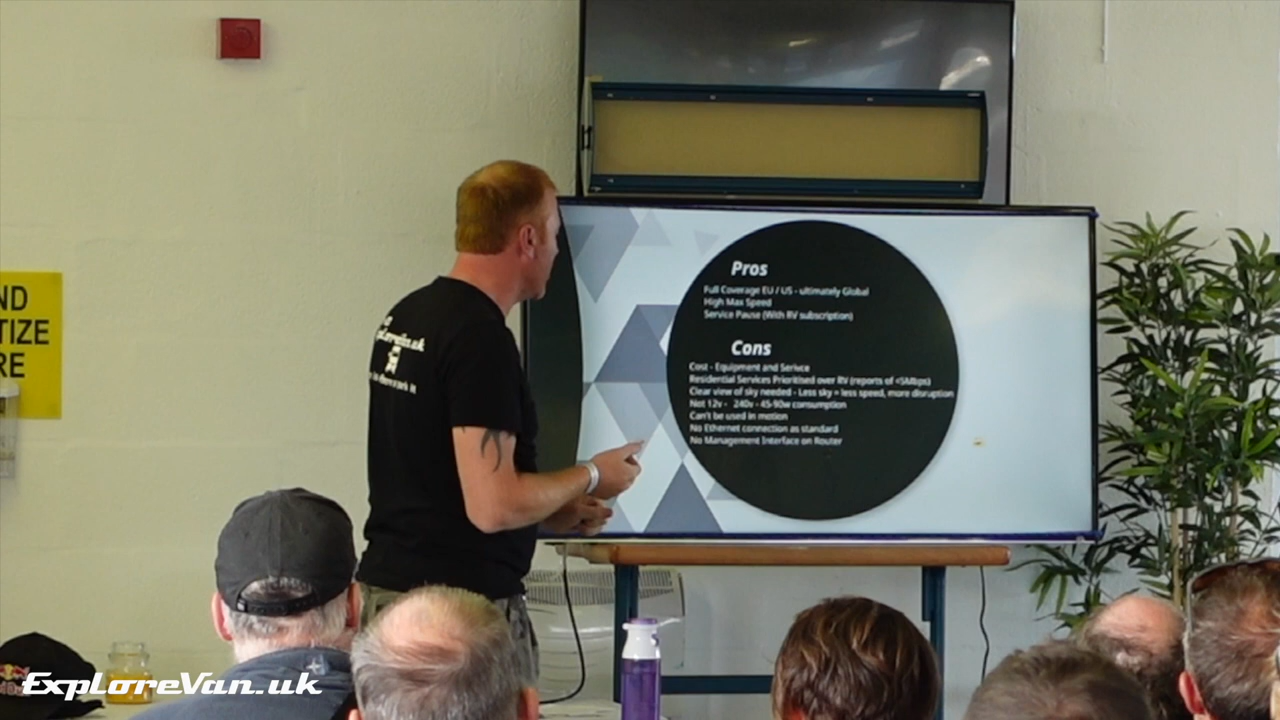 ND
TIZE
RE
Pros
Full Coverage EU / US - ultimately Global
High Max Speed
Service Pause (With RV subscription)
Cons
Cost - Equipment and Serivce
Residential Services Prioritised over RV (reports of <5Mbps)
Clear view of sky needed - Less sky = less speed, more disruption
Not 12v - 240v - 45-90w consumption
Can't be used in motion
No Ethernet connection as standard
No Management Interface on Router
ExploreVan.uk